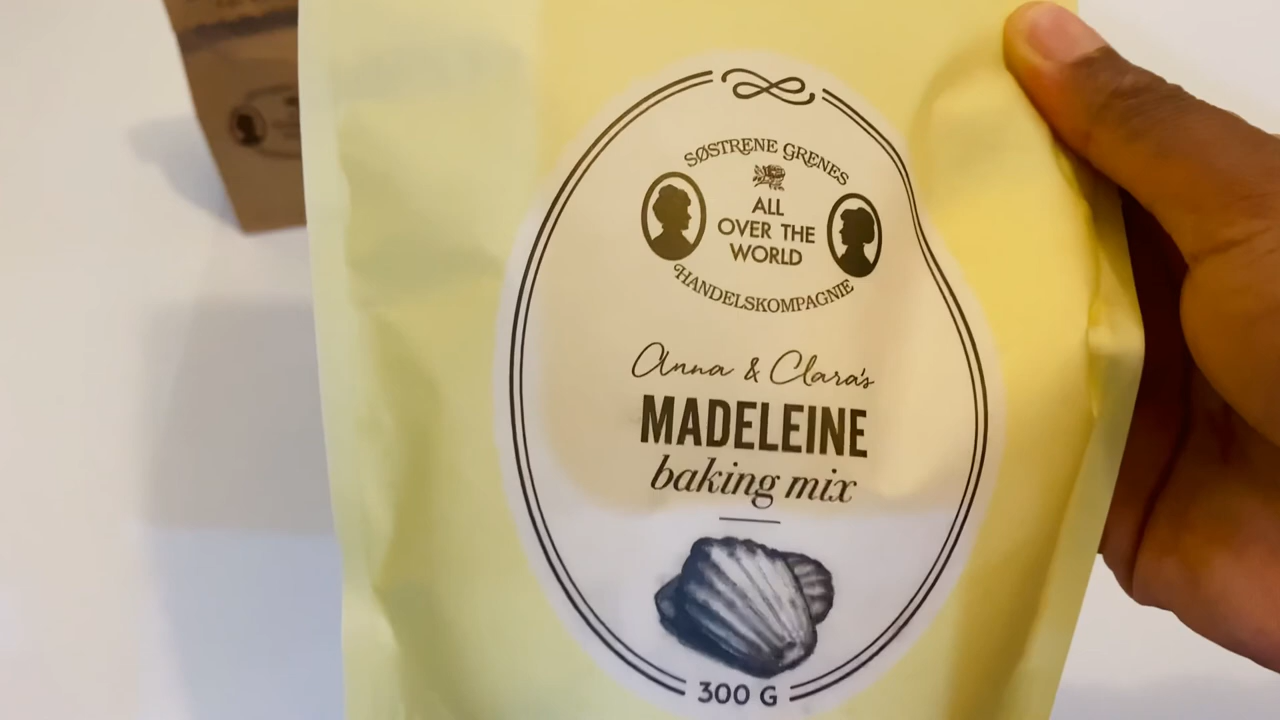 SØSTRENE GRENES
ALL
OVER THE
WORLD
HANDELSKOMPAGNIE
Anna & Clara's
MADELEINE
baking mix
300 G